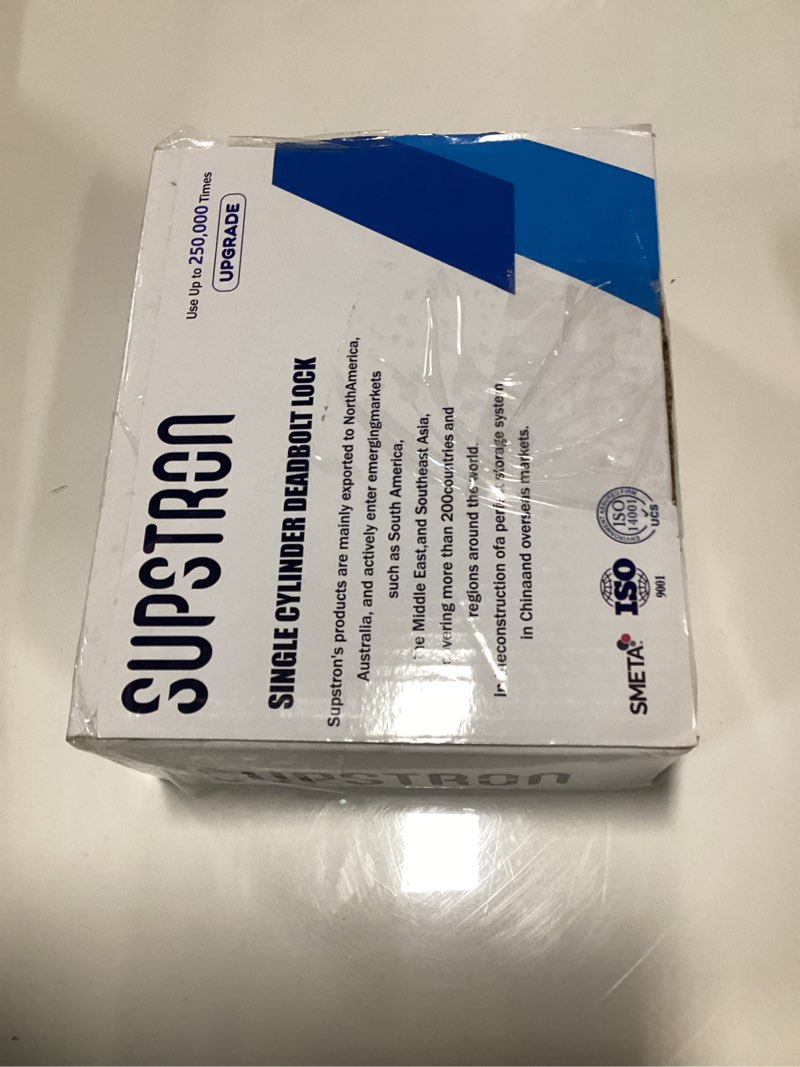 SUPSTRON
Use Up to 250,000 Times
UPGRADE
SINGLE CYLINDER DEADBOLT LOCK
Supstron's products are mainly exported to NorthAmerica,
Australia, and actively enter emergingmarkets
such as South America,
the Middle East,and Southeast Asia,
covering more than 200countries and
regions around the world.
In theconstruction ofa perfect storage system
in Chinaand overseas markets.
SMETA
ISO
9001
ISO
14001
UCS
SUPSTRON